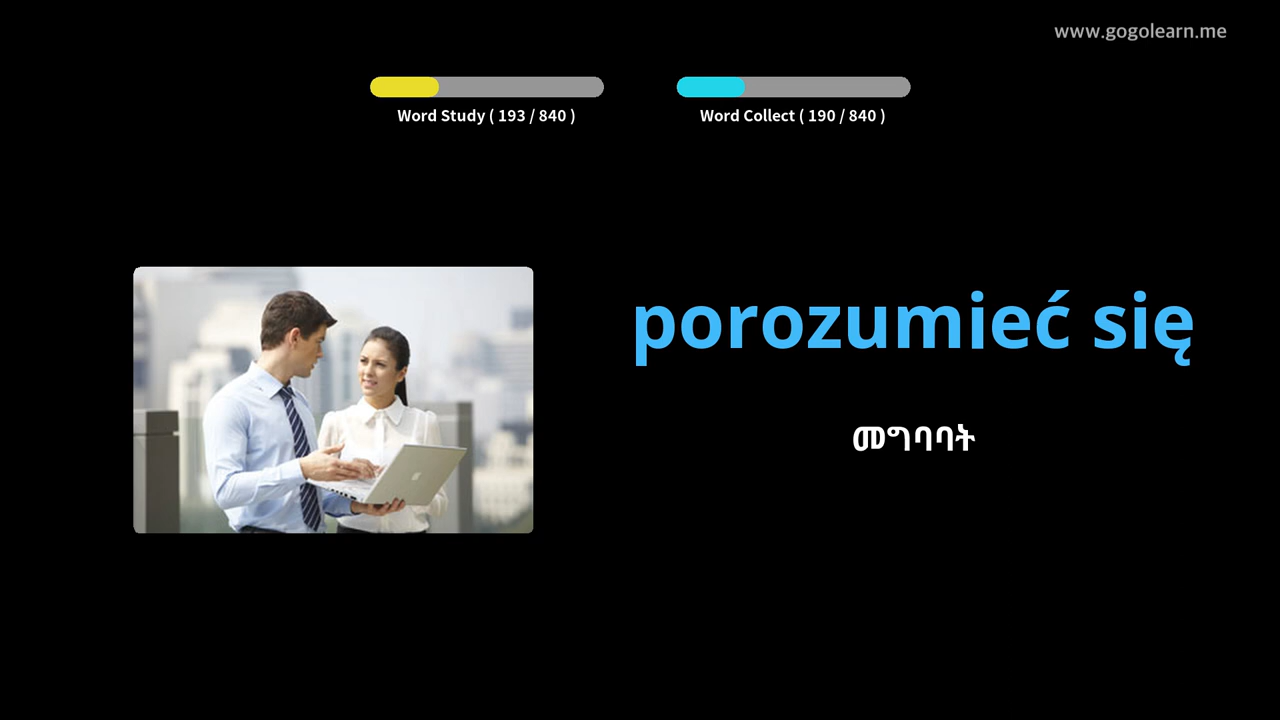 www.gogolearn.me
Word Study ( 193 / 840 )
Word Collect ( 190 / 840 )
porozumieć się
መግባባት